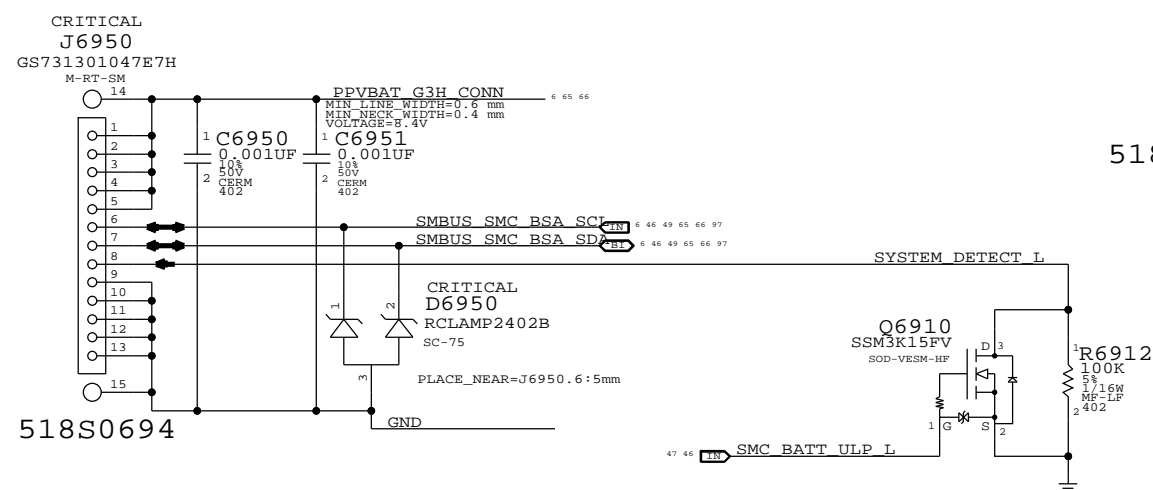 CRITICAL
J6950
GS731301047E7H
M-RT-SM
14
1
2
3
4
5
6
7
8
9
10
11
12
13
15
518S0694
PPVBAT_G3H_CONN
6 65 66
MIN_LINE_WIDTH=0.6 mm
MIN_NECK_WIDTH=0.4 mm
VOLTAGE=8.4V
1
C6950
0.001UF
10%
50V
2
CERM
402
1
C6951
0.001UF
10%
50V
2
CERM
402
518
SMBUS_SMC_BSA_SCL
IN
6 46 49 65 66 97
SMBUS_SMC_BSA_SDA
BI
6 46 49 65 66 97
SYSTEM_DETECT_L
CRITICAL
D6950
RCLAMP2402B
SC-75
1
2
3
PLACE_NEAR=J6950.6:5mm
GND
Q6910
SSM3K15FV
SOD-VESM-HF
D 3
1 G
S 2
1
R6912
100K
5%
1/16W
MF-LF
2 402
47 46
IN
SMC_BATT_ULP_L